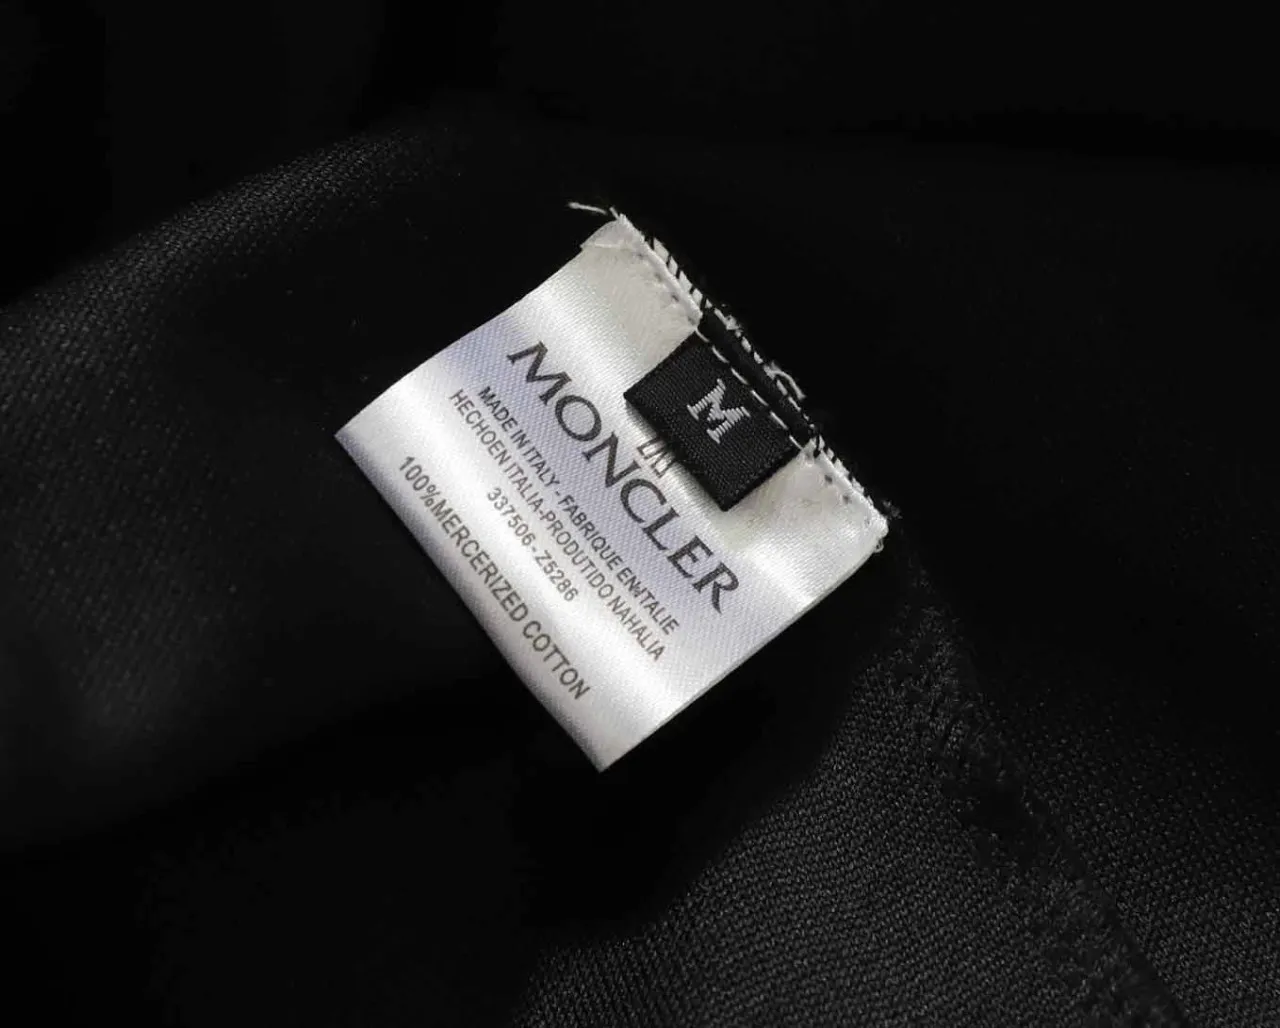 M
MONCLER
MADE IN ITALY - FABRIQUE EN ITALIE
HECHOEN ITALIA-PRODUTIDO NAHALIA
337506-Z5286
100%MERCERIZED COTTON